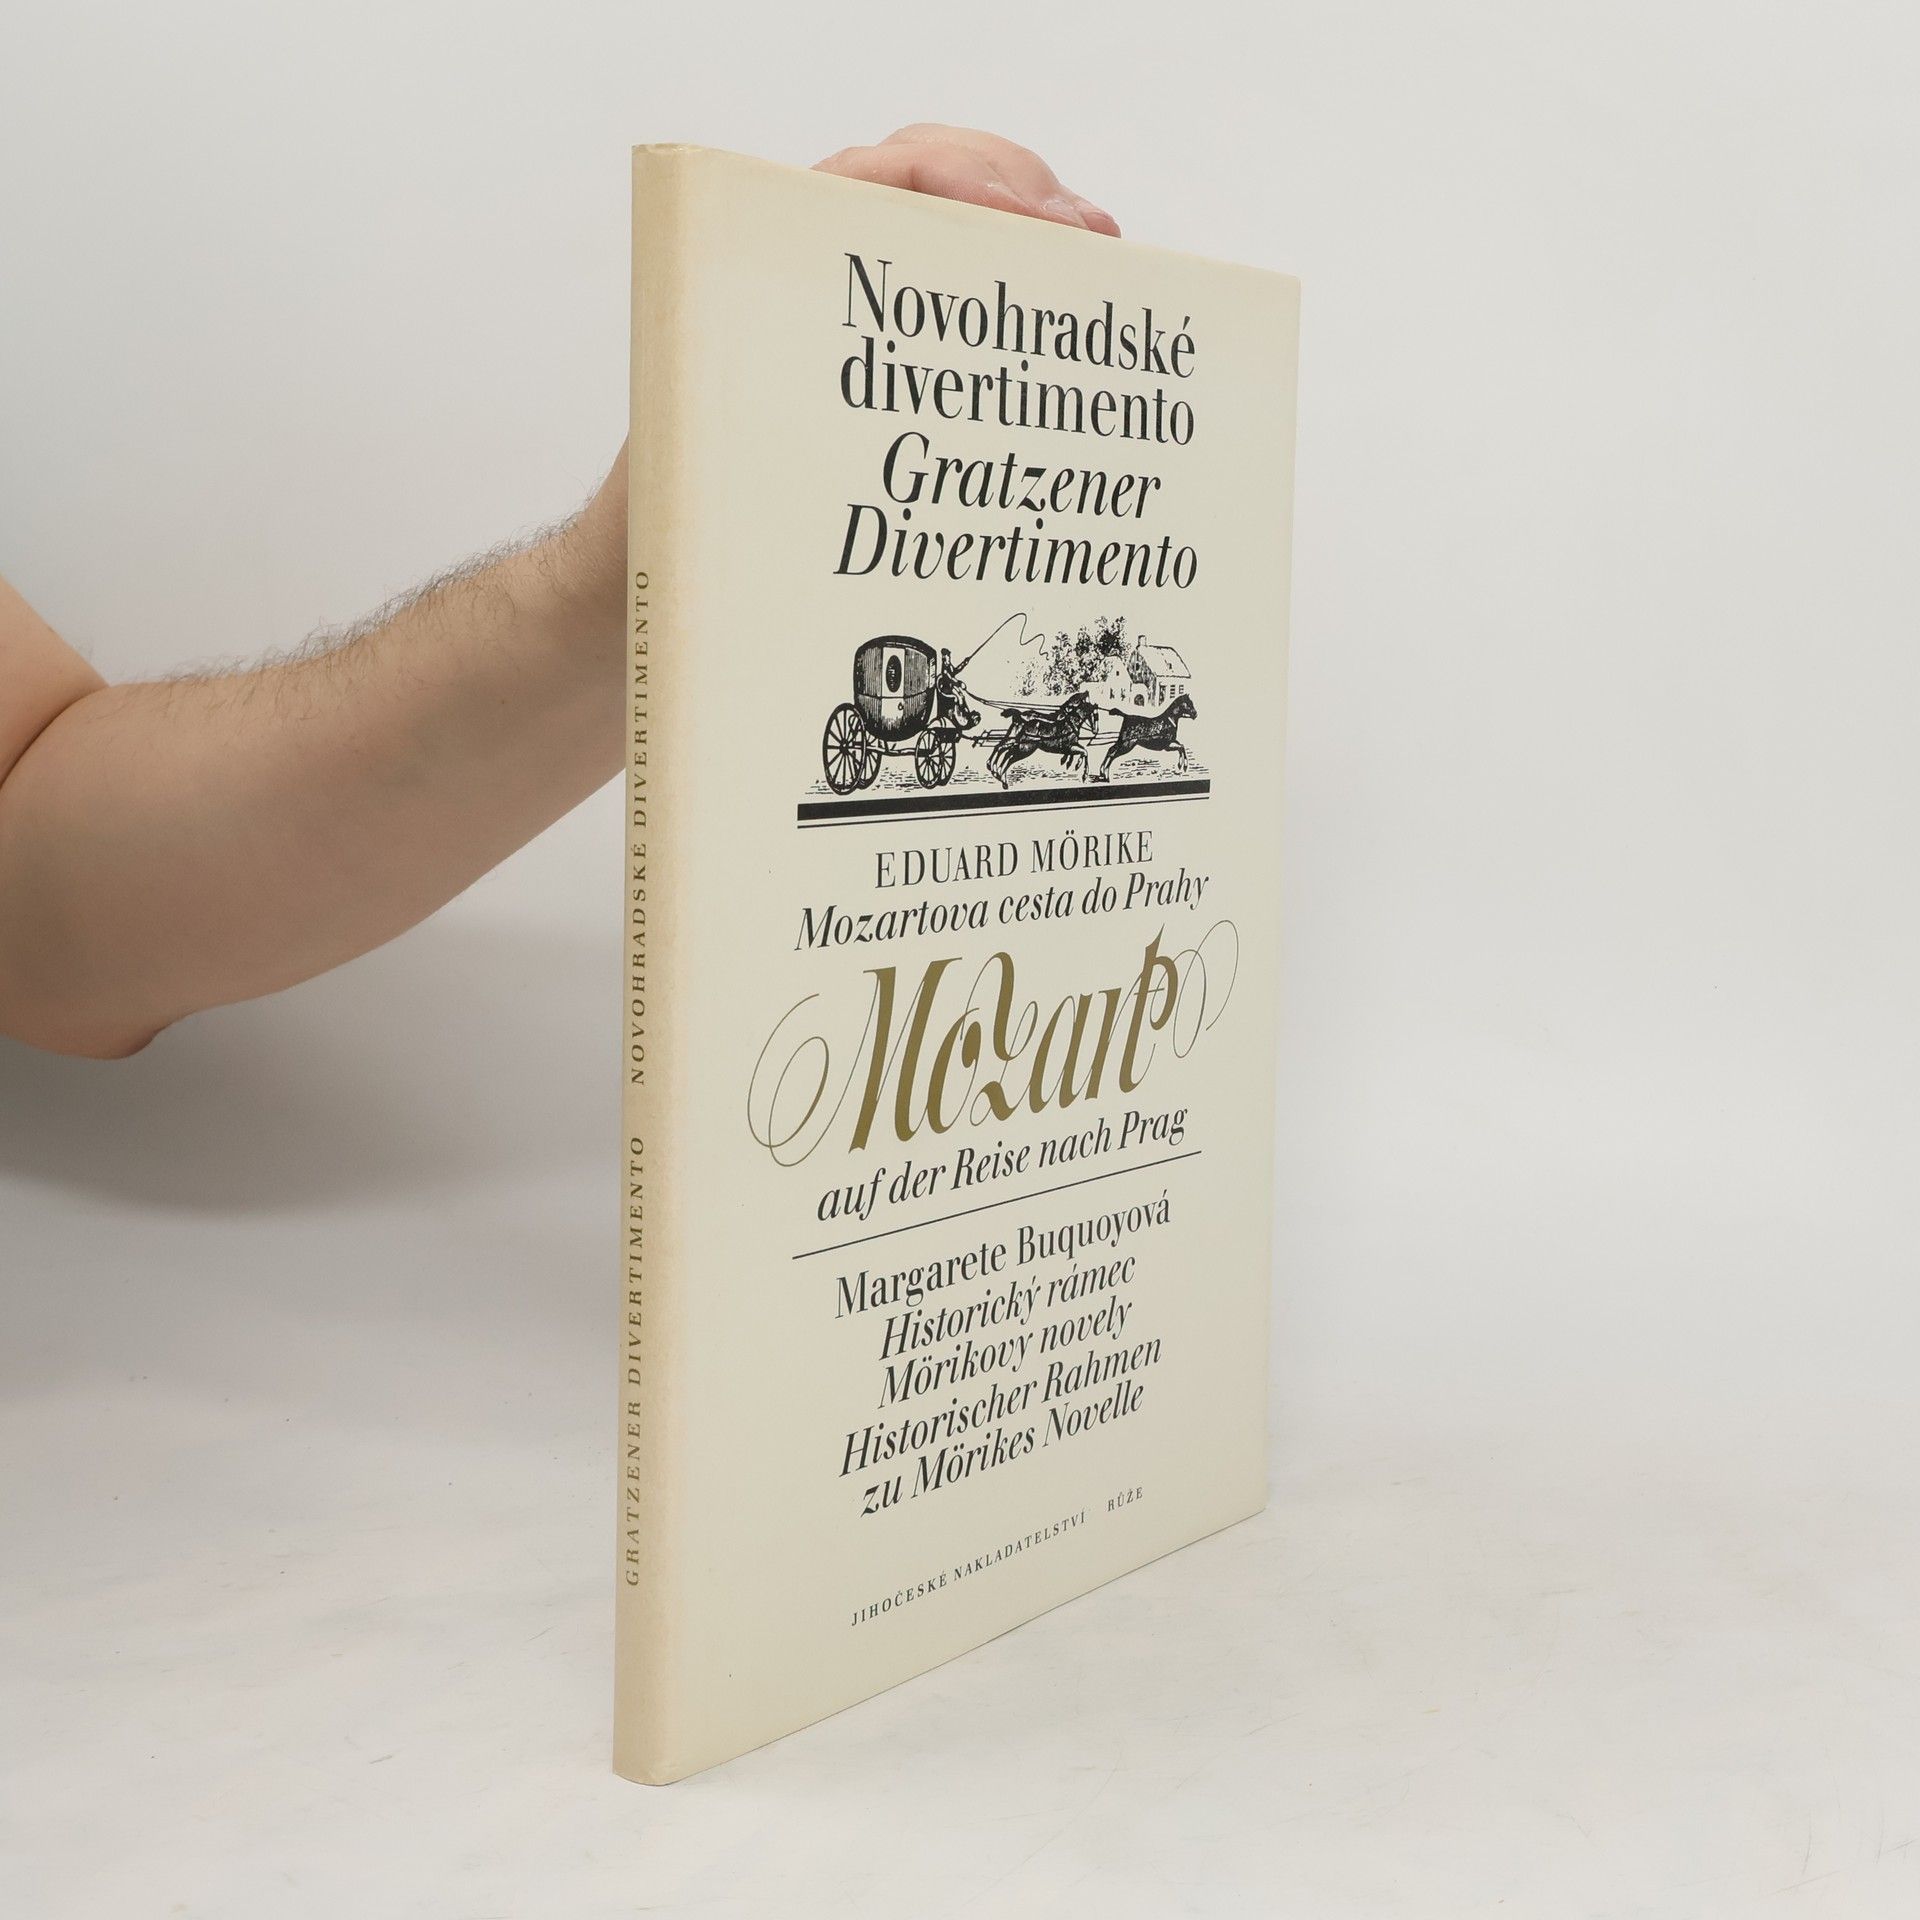 Novohradské
divertimento
Gratzener
Divertimento
EDUARD MÖRIKE
Mozartova cesta do Prahy
Mozart
auf der Reise nach Prag
Margarete Buquoyová
Historický rámec
Mörikovy novely
Historischer Rahmen
zu Mörikes Novelle
JIHOČESKÉ NAKLADATELSTVÍ RŮŽE
GRATZENER DIVERTIMENTO NOVOHRADSKÉ DIVERTIMENTO